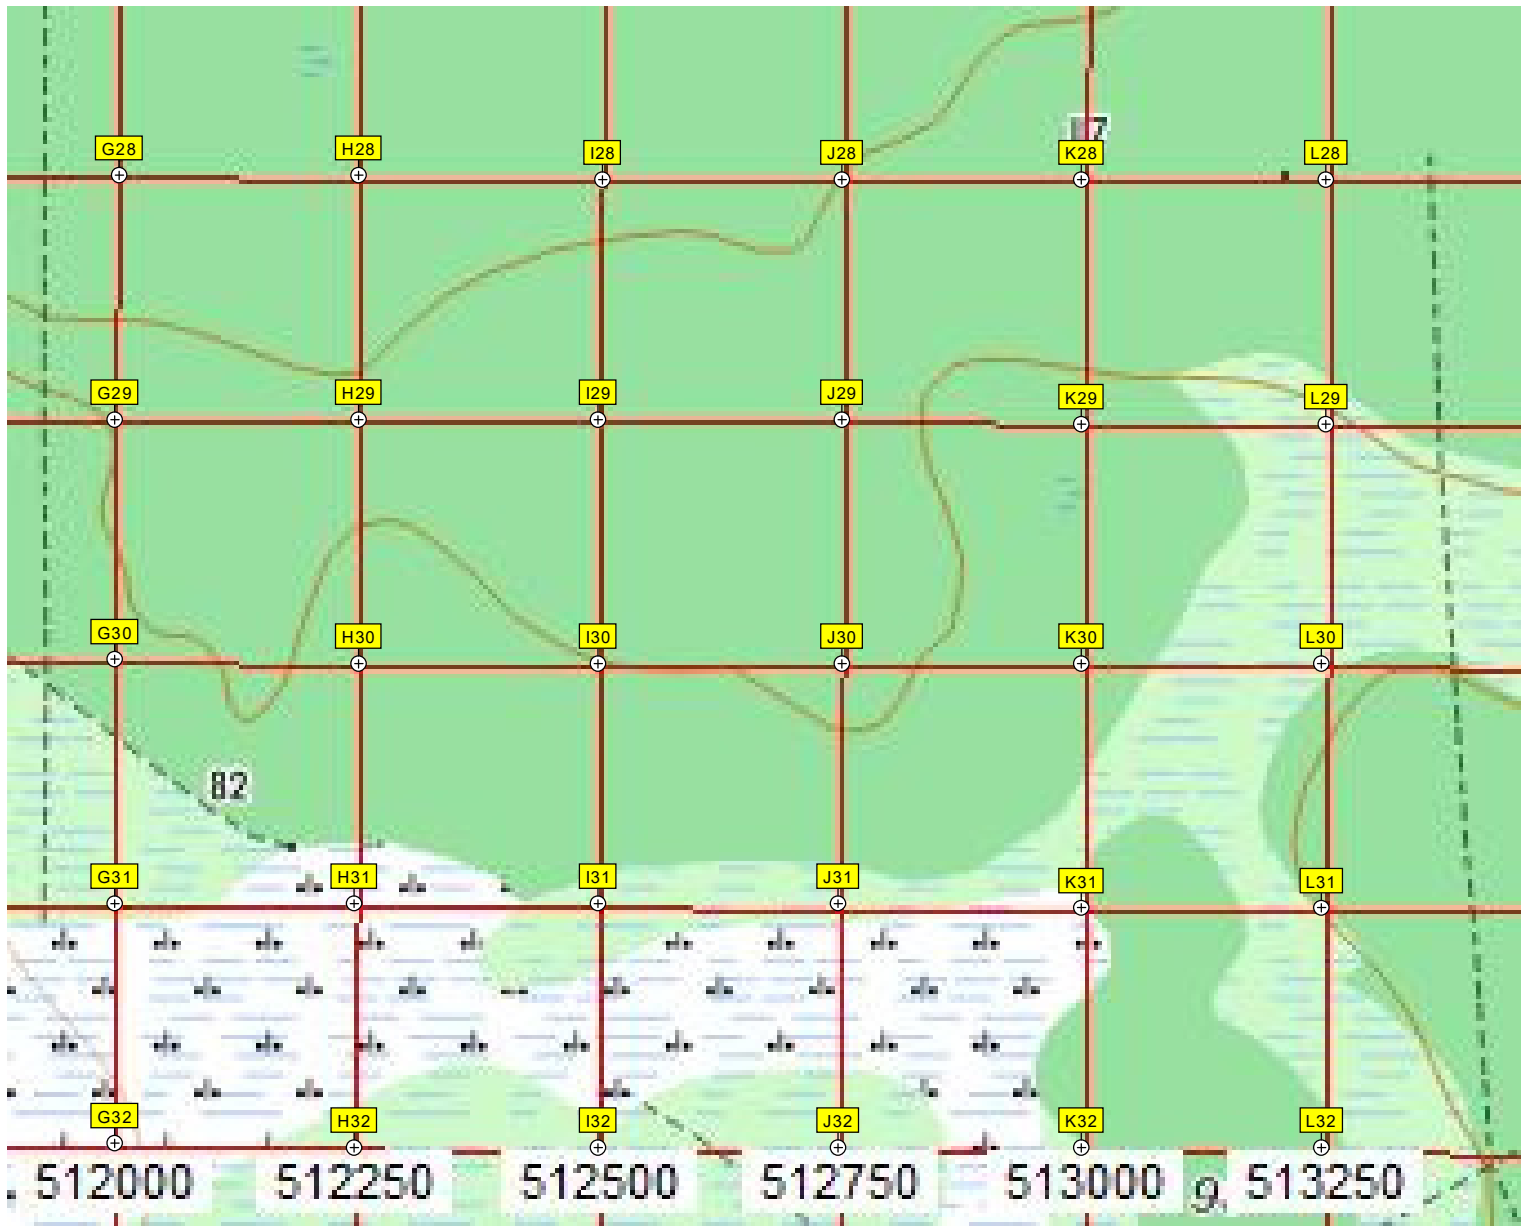 G28 H28 I28 J28 K28 L28
G29 H29 I29 J29 K29 L29
G30 H30 I30 J30 K30 L30
82
G31 H31 I31 J31 K31 L31
G32 H32 I32 J32 K32 L32
512000 512250 512500 512750 513000 9, 513250